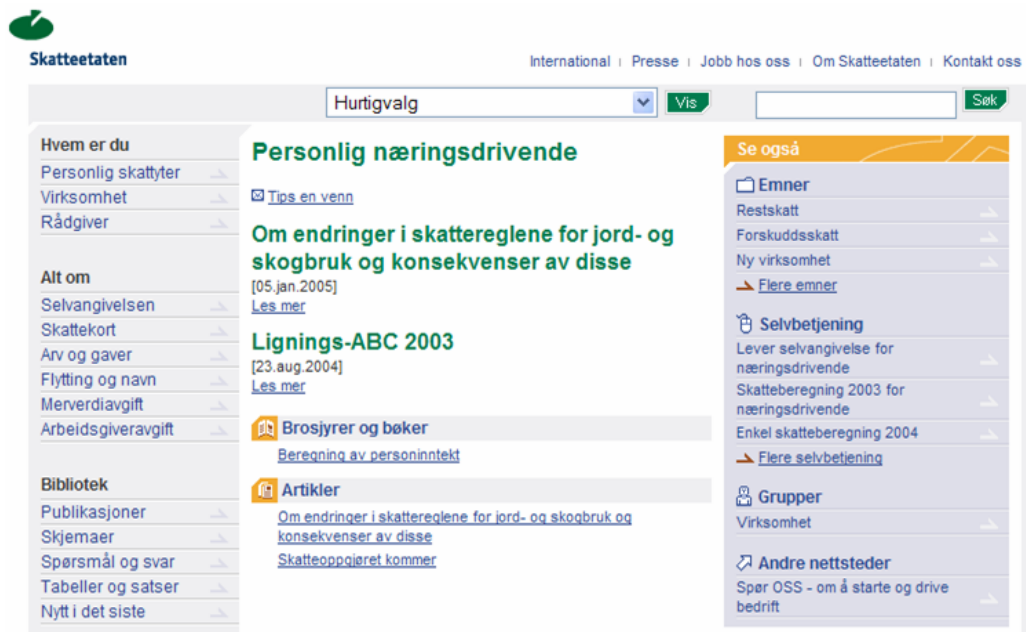 Skatteetaten
International | Presse | Jobb hos oss | Om Skatteetaten | Kontakt oss
Hurtigvalg
Vis
Søk
Hvem er du
Personlig skattyter
Virksomhet
Rådgiver
Alt om
Selvangivelsen
Skattekort
Arv og gaver
Flytting og navn
Merverdiavgift
Arbeidsgiveravgift
Bibliotek
Publikasjoner
Skjemaer
Spørsmål og svar
Tabeller og satser
Nytt i det siste
Personlig næringsdrivende
Tips en venn
Om endringer i skattereglene for jord- og
skogbruk og konsekvenser av disse
[05.jan.2005]
Les mer
Lignings-ABC 2003
[23.aug.2004]
Les mer
Brosjyrer og bøker
Beregning av personinntekt
Artikler
Om endringer i skattereglene for jord- og skogbruk og
konsekvenser av disse
Skatteoppgjøret kommer
Se også
Emner
Restskatt
Forskuddsskatt
Ny virksomhet
Flere emner
Selvbetjening
Lever selvangivelse for
næringsdrivende
Skatteberegning 2003 for
næringsdrivende
Enkel skatteberegning 2004
Flere selvbetjening
Grupper
Virksomhet
Andre nettsteder
Spør OSS - om å starte og drive
bedrift